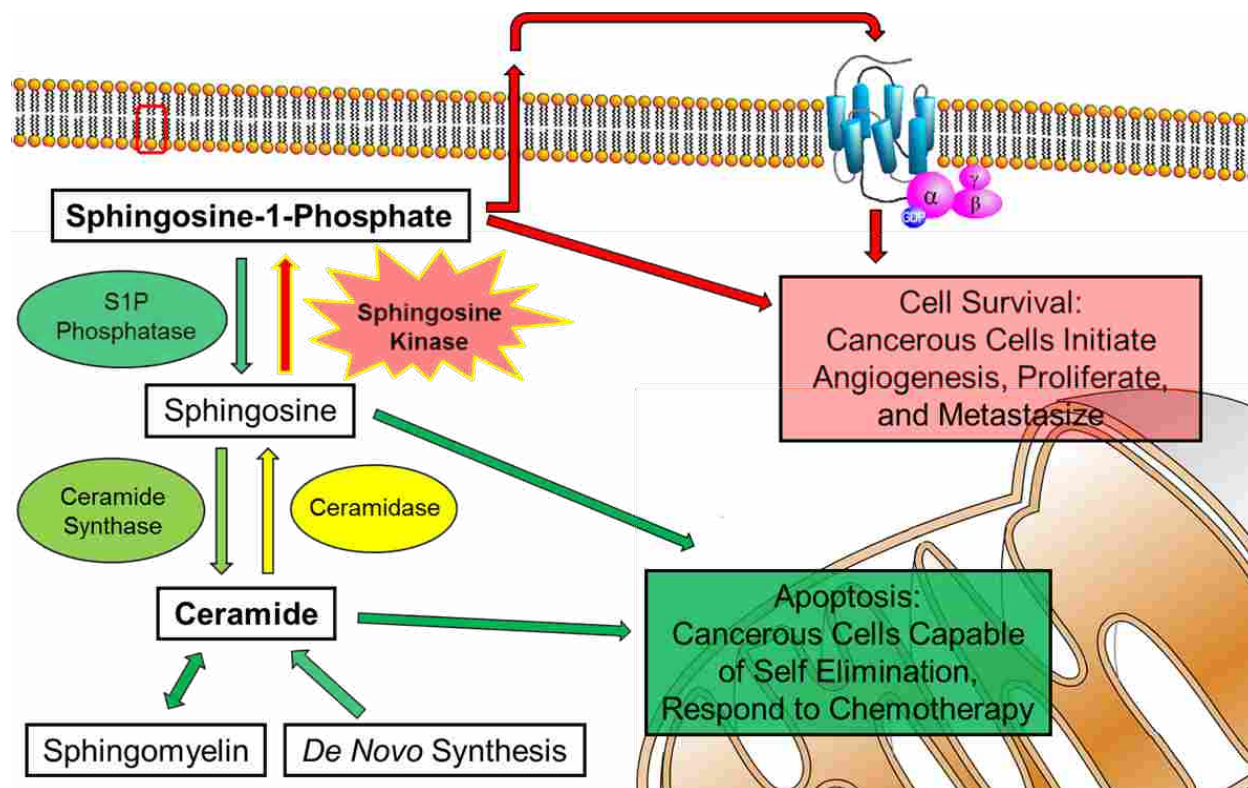 γ
α
β
GDP
Sphingosine-1-Phosphate
S1P
Phosphatase
Sphingosine
Kinase
Cell Survival:
Cancerous Cells Initiate
Angiogenesis, Proliferate,
and Metastasize
Sphingosine
Ceramide
Synthase
Ceramidase
Ceramide
Apoptosis:
Cancerous Cells Capable
of Self Elimination,
Respond to Chemotherapy
Sphingomyelin
De Novo Synthesis